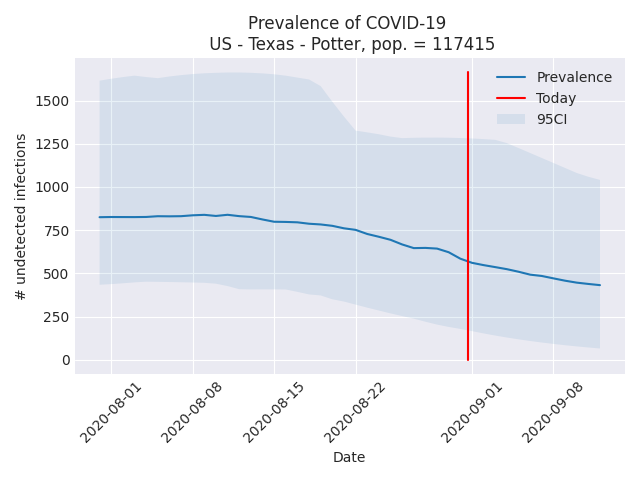 Prevalence of COVID-19
US - Texas - Potter, pop. = 117415
Prevalence
Today
95CI
# undetected infections
1500
1250
1000
750
500
250
0
2020-08-01
2020-08-08
2020-08-15
2020-08-22
2020-09-01
2020-09-08
Date